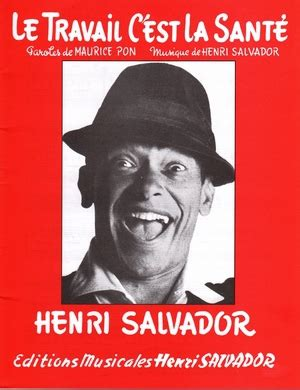 LE TRAVAIL C'EST LA SANTÉ
Paroles de MAURICE PON Musique de HENRI SALVADOR
HENRI SALVADOR
Editions Musicales Henri SALVADOR